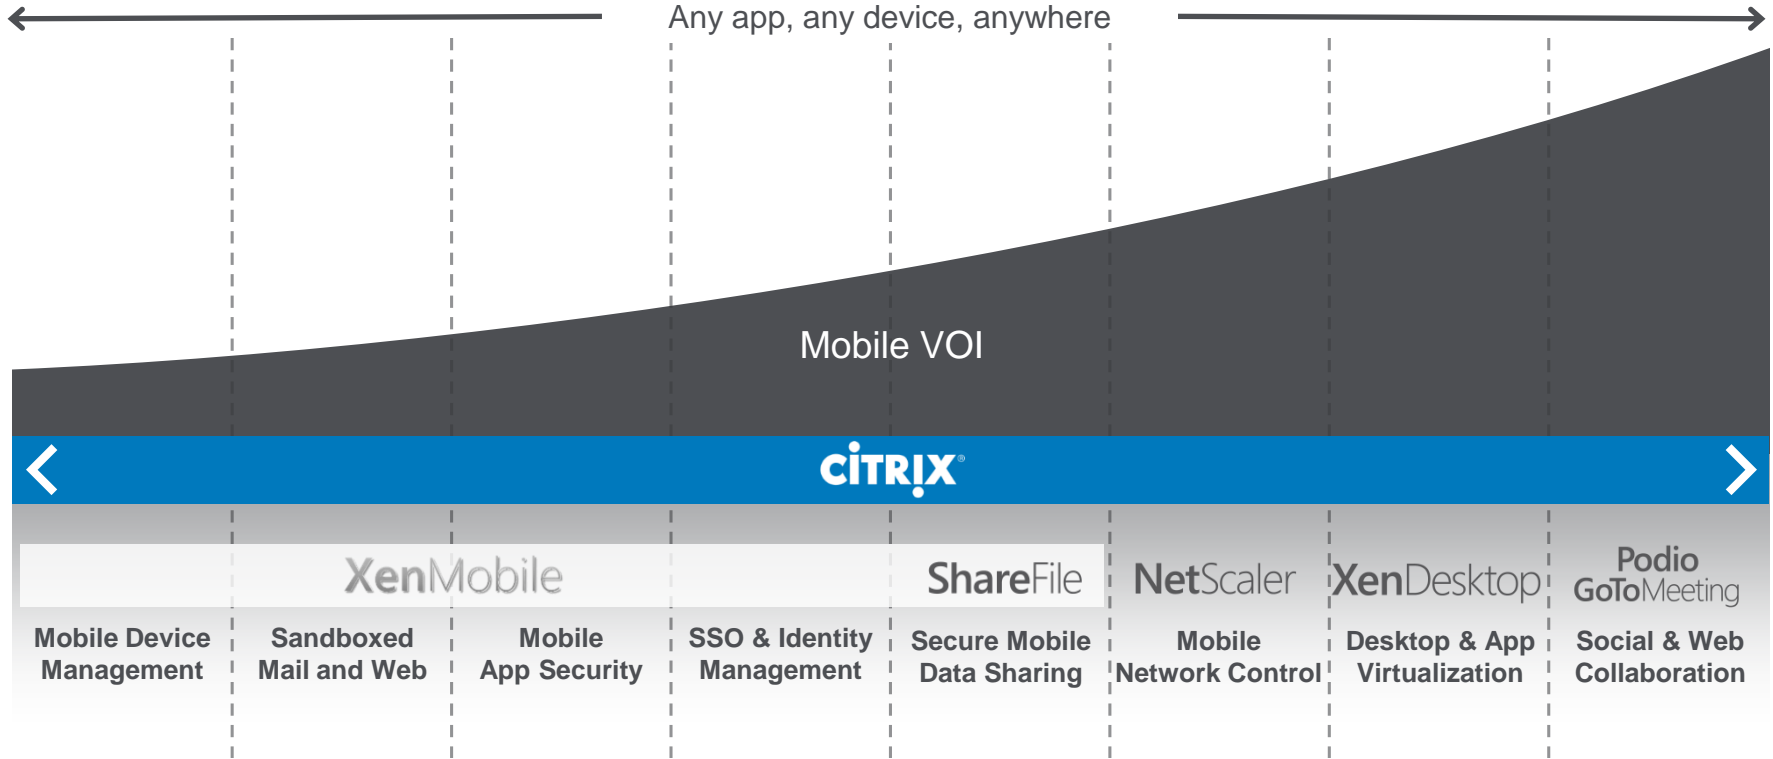 Any app, any device, anywhere
Mobile VOI
CİTRIX®
XenMobile
ShareFile
NetScaler
XenDesktop
Podio
GoToMeeting
Mobile Device
Management
Sandboxed
Mail and Web
Mobile
App Security
SSO & Identity
Management
Secure Mobile
Data Sharing
Mobile
Network Control
Desktop & App
Virtualization
Social & Web
Collaboration